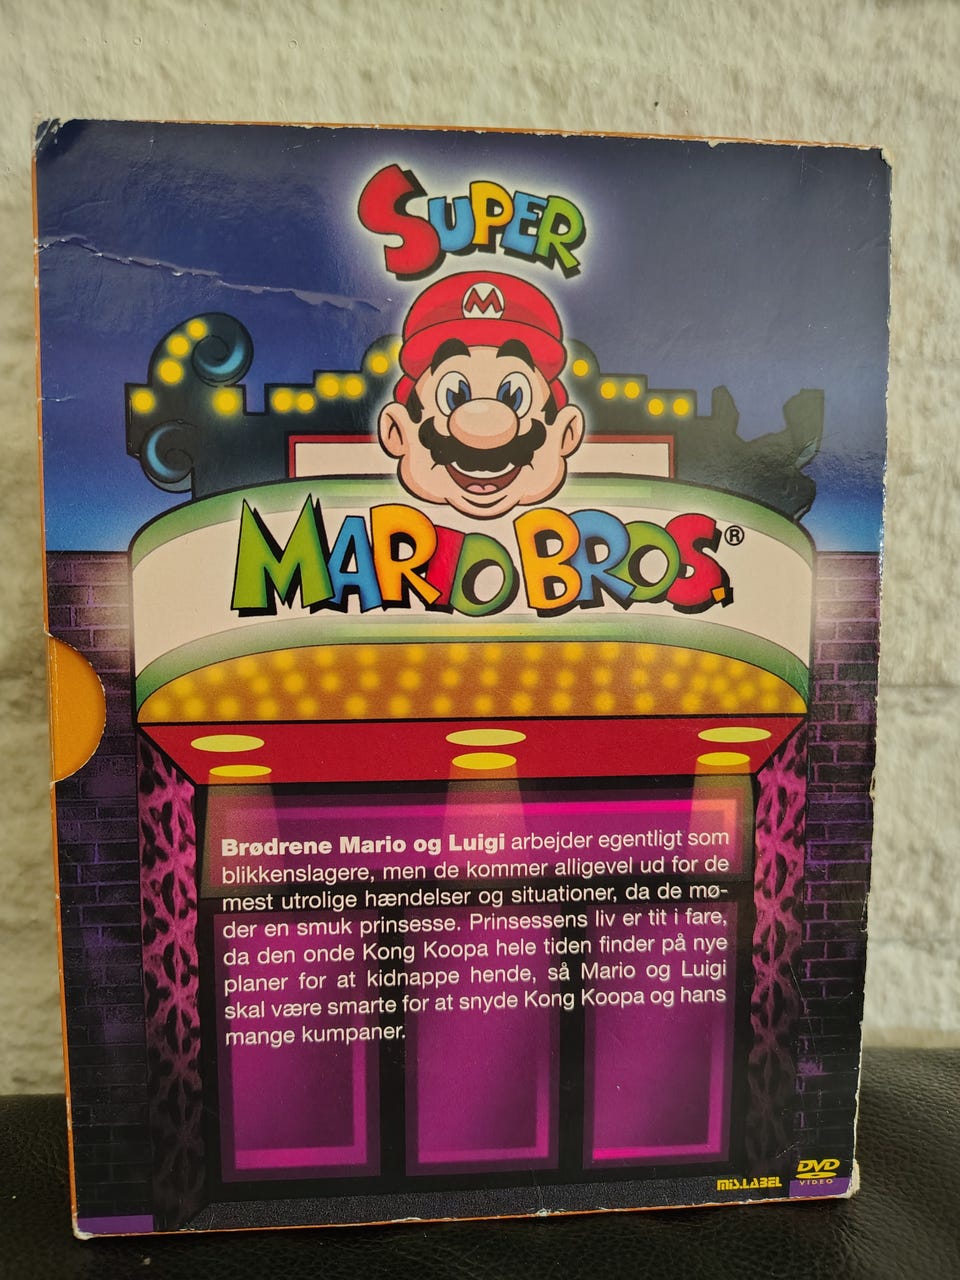 SUPER
M
MARIO BROS.®
Brødrene Mario og Luigi arbejder egentligt som
blikkenslagere, men de kommer alligevel ud for de
mest utrolige hændelser og situationer, da de mø-
der en smuk prinsesse. Prinsessens liv er tit i fare,
da den onde Kong Koopa hele tiden finder på nye
planer for at kidnappe hende, så Mario og Luigi
skal være smarte for at snyde Kong Koopa og hans
mange kumpaner.
mis.LABEL
DVD
VIDEO